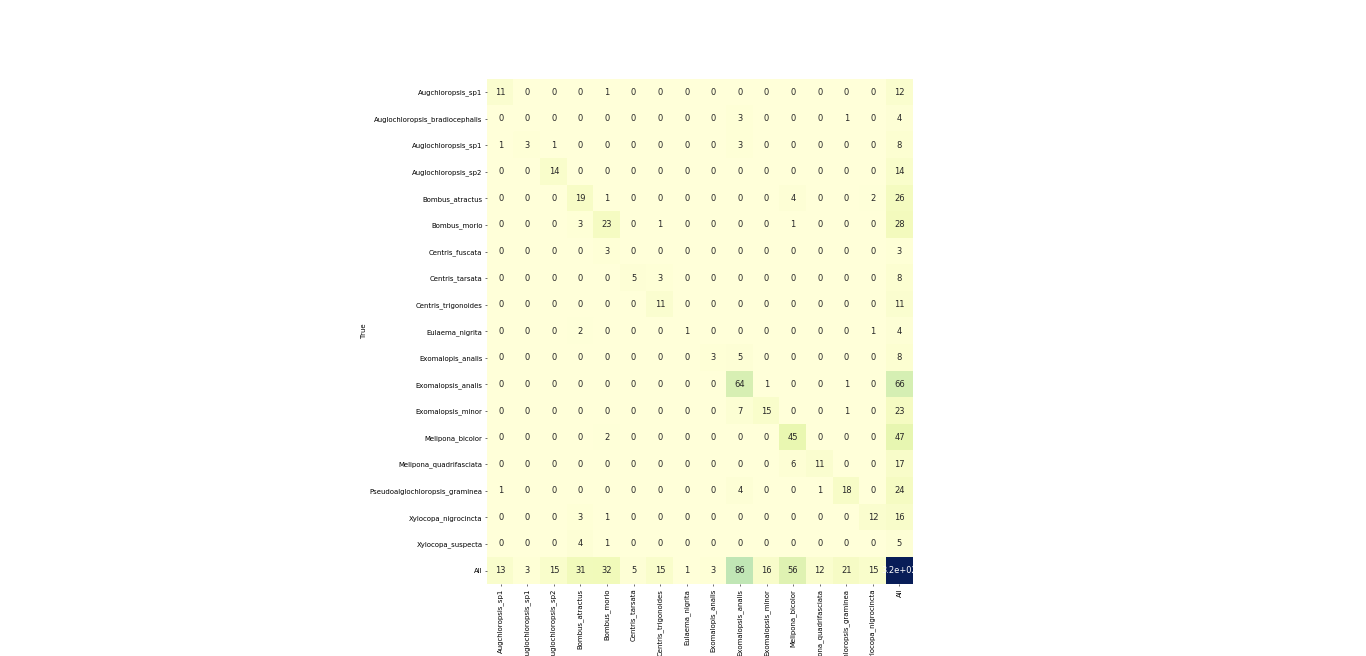 Augchloropsis_sp1 11 0 0 0 1 0 0 0 0 0 0 0 0 0 0 12
Auglochloropsis_bradiocephalis 0 0 0 0 0 0 0 0 0 3 0 0 0 1 0 4
Auglochloropsis_sp1 1 3 1 0 0 0 0 0 0 3 0 0 0 0 0 8
Auglochloropsis_sp2 0 0 14 0 0 0 0 0 0 0 0 0 0 0 0 14
Bombus_atractus 0 0 0 19 1 0 0 0 0 0 0 4 0 0 2 26
Bombus_morio 0 0 0 3 23 0 1 0 0 0 0 1 0 0 0 28
Centris_fuscata 0 0 0 0 3 0 0 0 0 0 0 0 0 0 0 3
Centris_tarsata 0 0 0 0 0 5 3 0 0 0 0 0 0 0 0 8
Centris_trigonoides 0 0 0 0 0 0 11 0 0 0 0 0 0 0 0 11
True
Eulaema_nigrita 0 0 0 2 0 0 0 1 0 0 0 0 0 0 1 4
Exomalopis_analis 0 0 0 0 0 0 0 0 3 5 0 0 0 0 0 8
Exomalopsis_analis 0 0 0 0 0 0 0 0 0 64 1 0 0 1 0 66
Exomalopsis_minor 0 0 0 0 0 0 0 0 0 7 15 0 0 1 0 23
Melipona_bicolor 0 0 0 0 2 0 0 0 0 0 0 45 0 0 0 47
Melipona_quadrifasciata 0 0 0 0 0 0 0 0 0 0 0 6 11 0 0 17
Pseudoalglochloropsis_graminea 1 0 0 0 0 0 0 0 0 4 0 0 1 18 0 24
Xylocopa_nigrocincta 0 0 0 3 1 0 0 0 0 0 0 0 0 0 12 16
Xylocopa_suspecta 0 0 0 4 1 0 0 0 0 0 0 0 0 0 0 5
All 13 3 15 31 32 5 15 1 3 86 16 56 12 21 15 .2e+02
Augchloropsis_sp1
uglochloropsis_sp1
uglochloropsis_sp2
Bombus_atractus
Bombus_morio
Centris_tarsata
Centris_trigonoides
Eulaema_nigrita
Exomalopis_analis
Exomalopsis_analis
Exomalopsis_minor
Melipona_bicolor
ona_quadrifasciata
hloropsis_graminea
locopa_nigrocincta
All